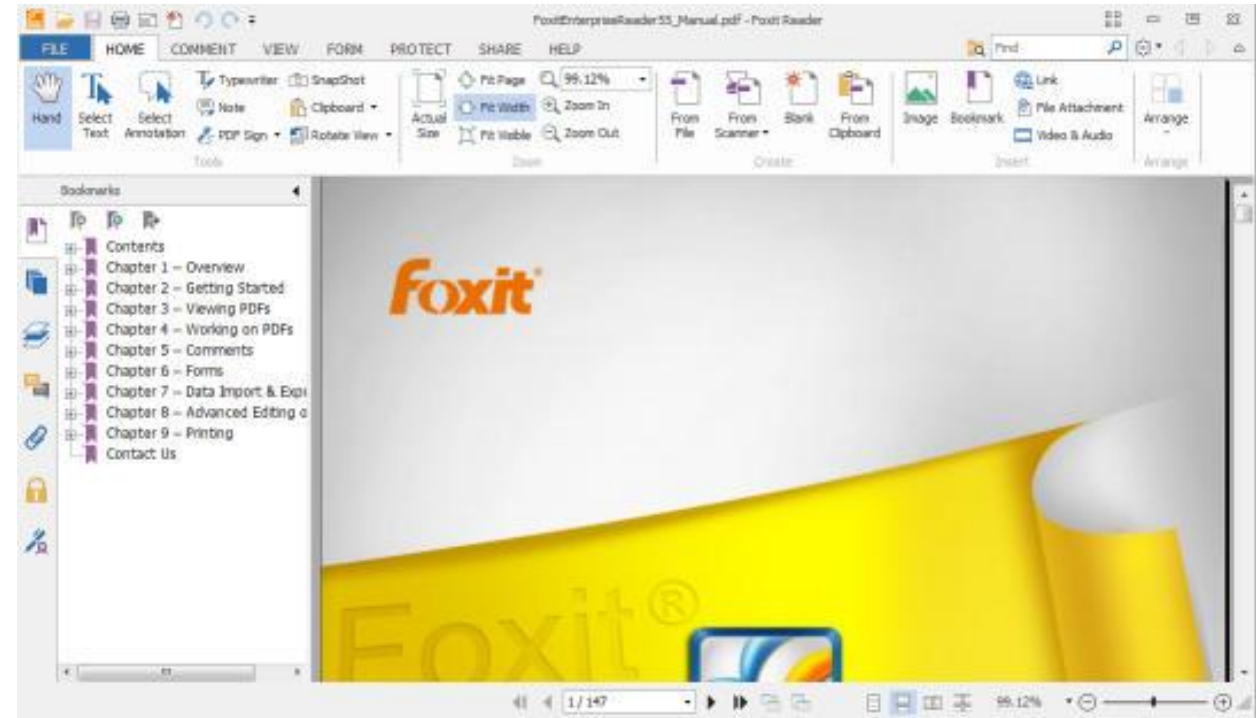 FoxitEnterpriseReader55_Manual.pdf - Foxit Reader
FILE HOME COMMENT VIEW FORM PROTECT SHARE HELP Find
Hand
Select Text
Select Annotation
Typewriter
Note
PDF Sign
SnapShot
Clipboard
Rotate View
Tools
Actual Size
Fit Page
Fit Width
Fit Visible
99.12%
Zoom In
Zoom Out
Zoom
From File
From Scanner
Blank
From Clipboard
Create
Image
Bookmark
Link
File Attachment
Video & Audio
Insert
Arrange
Arrange
Bookmarks
Contents
Chapter 1 – Overview
Chapter 2 – Getting Started
Chapter 3 – Viewing PDFs
Chapter 4 – Working on PDFs
Chapter 5 – Comments
Chapter 6 – Forms
Chapter 7 – Data Import & Expo
Chapter 8 – Advanced Editing o
Chapter 9 – Printing
Contact Us
foxit
Foxit®
1 / 147
99.12%